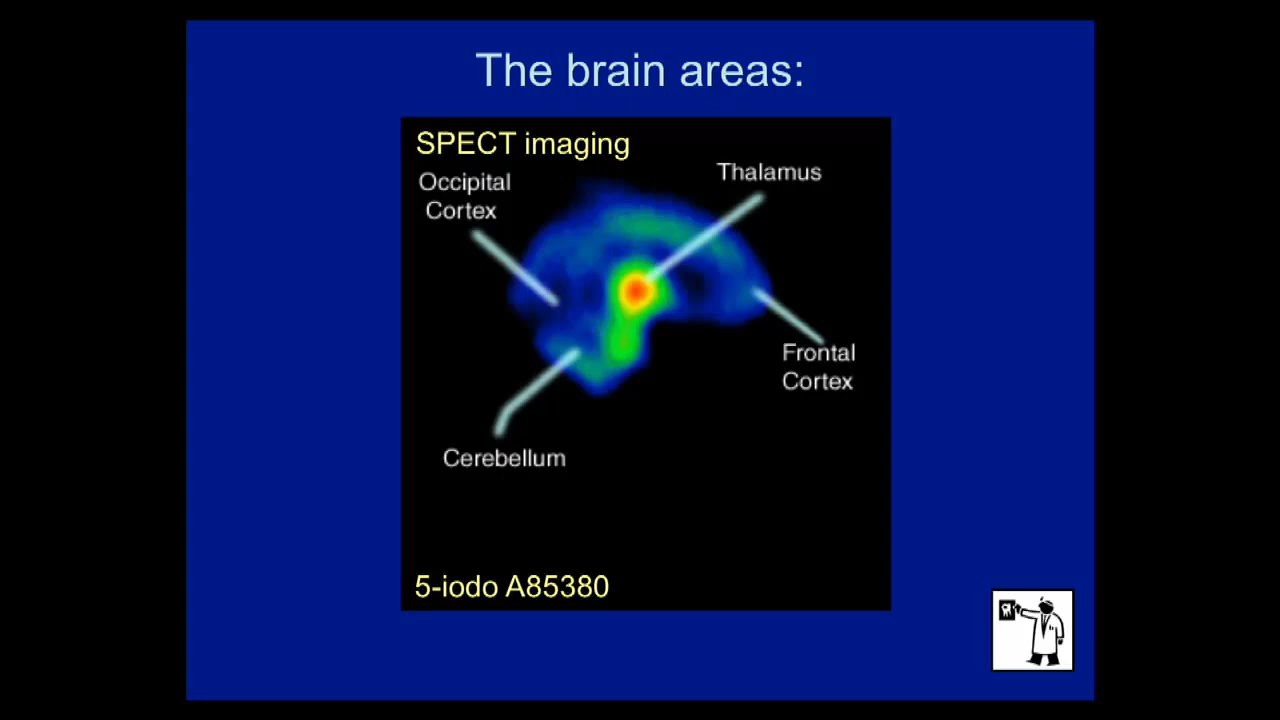 The brain areas:
SPECT imaging
Thalamus
Occipital
Cortex
Frontal
Cortex
Cerebellum
5-iodo A85380